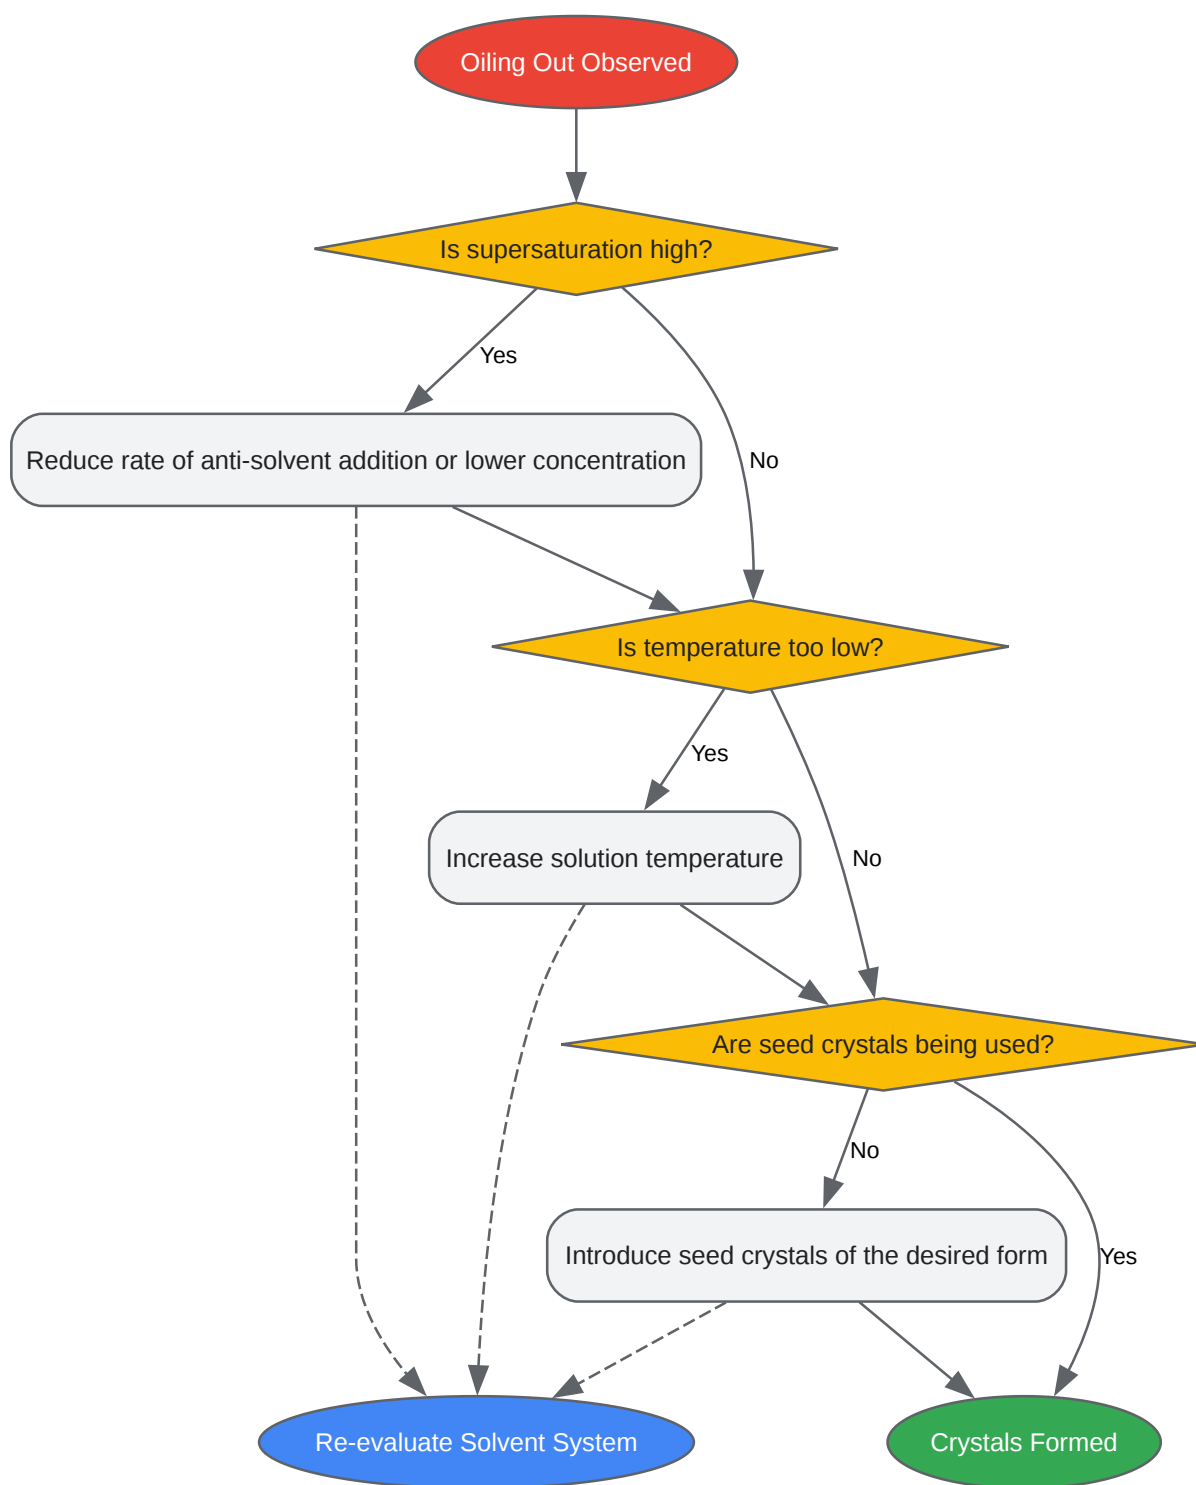 Oiling Out Observed
Is supersaturation high?
Yes
Reduce rate of anti-solvent addition or lower concentration
No
Is temperature too low?
Yes
Increase solution temperature
No
Are seed crystals being used?
No
Introduce seed crystals of the desired form
Yes
Re-evaluate Solvent System
Crystals Formed